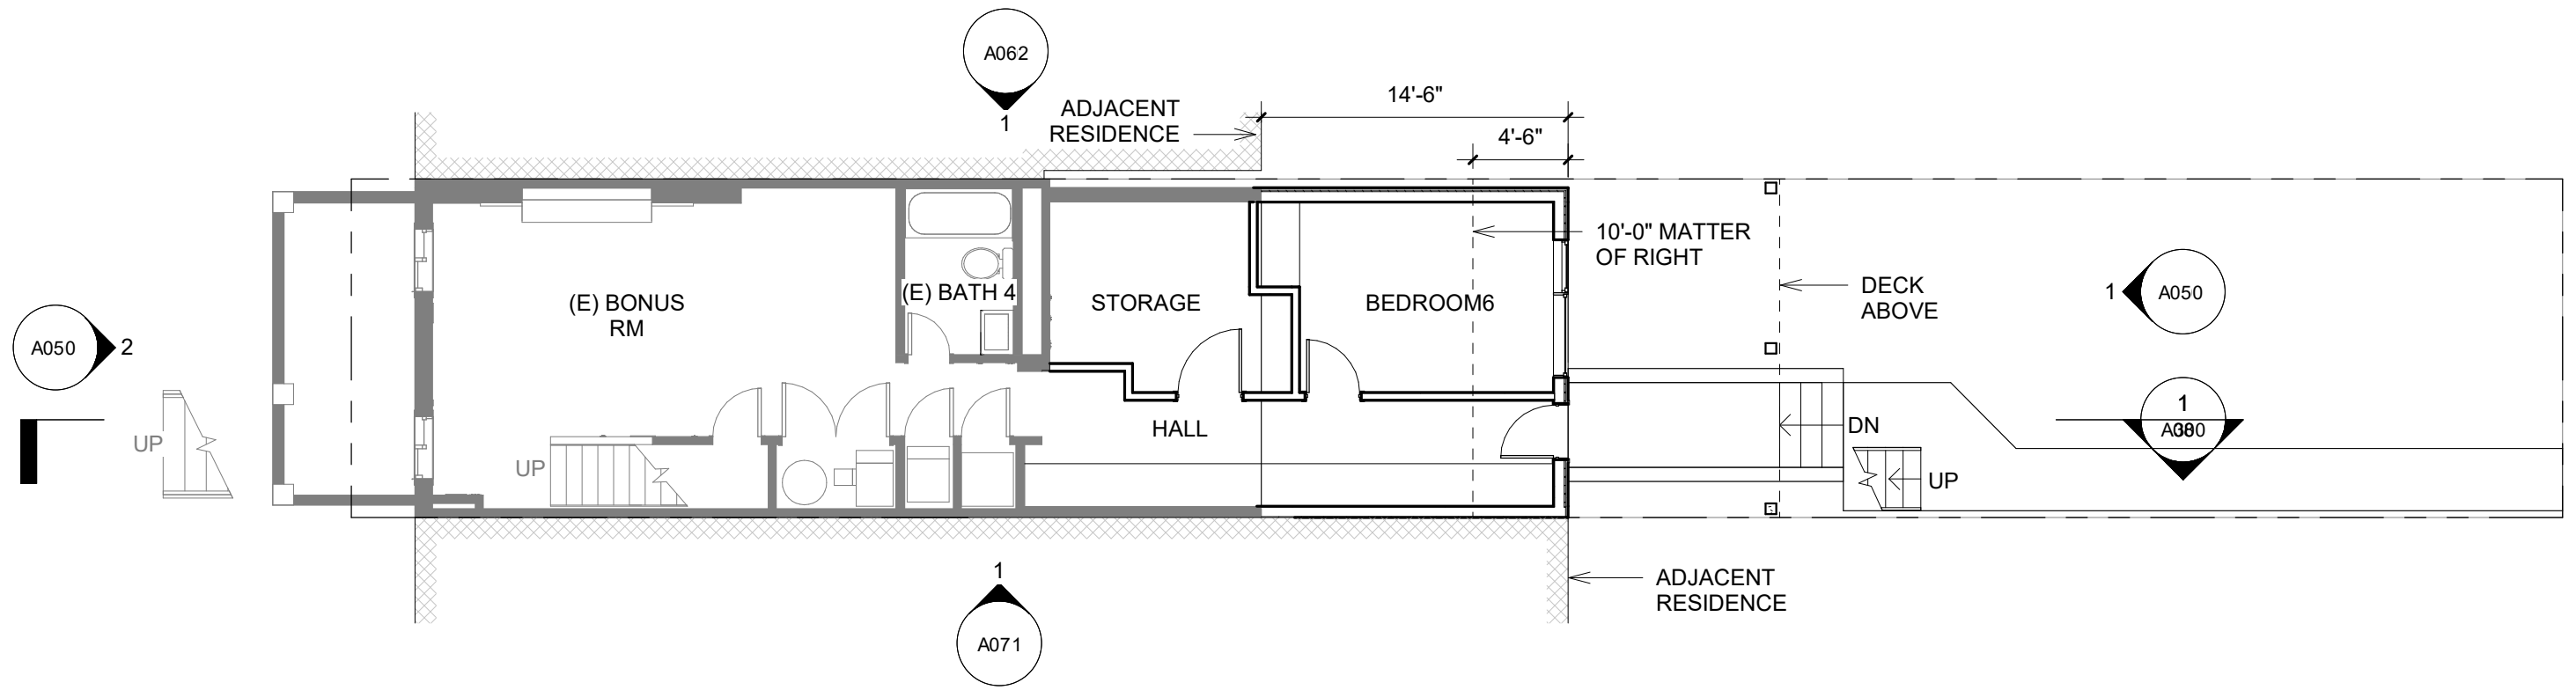 A062
1
ADJACENT
RESIDENCE
14'-6"
4'-6"
10'-0" MATTER
OF RIGHT
DECK
ABOVE
1
A050
A050
2
(E) BONUS
RM
(E) BATH 4
STORAGE
BEDROOM6
HALL
UP
UP
DN
UP
1
ADJACENT
RESIDENCE
1
A071